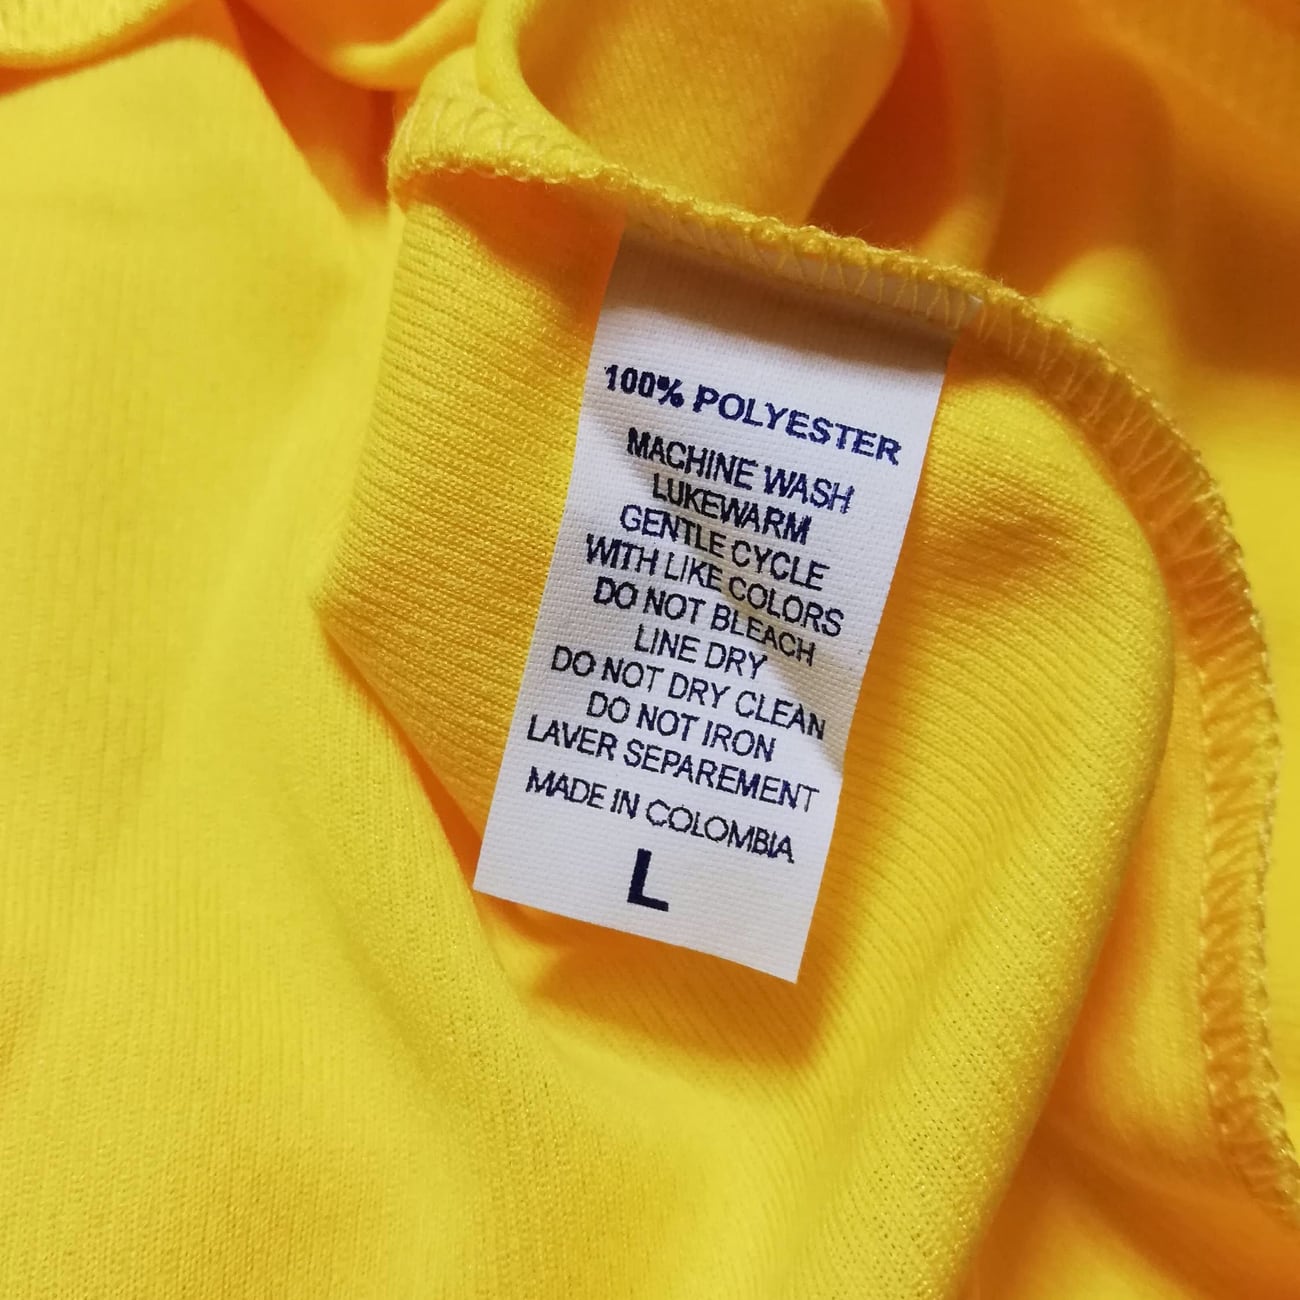 100% POLYESTER
MACHINE WASH
LUKEWARM
GENTLE CYCLE
WITH LIKE COLORS
DO NOT BLEACH
LINE DRY
DO NOT DRY CLEAN
DO NOT IRON
LAVER SEPAREMENT
MADE IN COLOMBIA
L